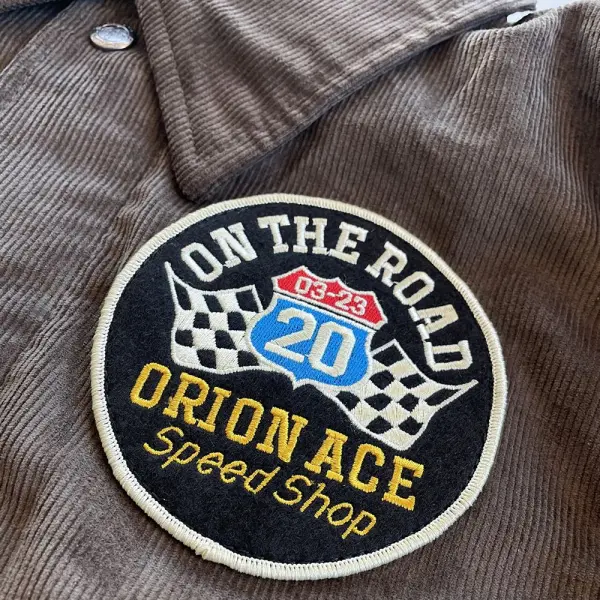 ON THE ROAD
03-23
20
ORION ACE
Speed Shop